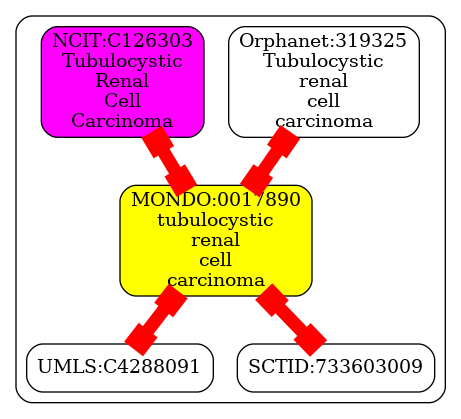 NCIT:C126303
Tubulocystic
Renal
Cell
Carcinoma
Orphanet:319325
Tubulocystic
renal
cell
carcinoma
MONDO:0017890
tubulocystic
renal
cell
carcinoma
UMLS:C4288091
SCTID:733603009